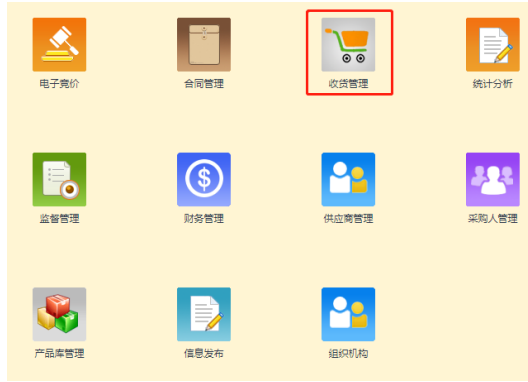 电子竞价
合同管理
收货管理
统计分析
监督管理
财务管理
供应商管理
采购人管理
产品库管理
信息发布
组织机构